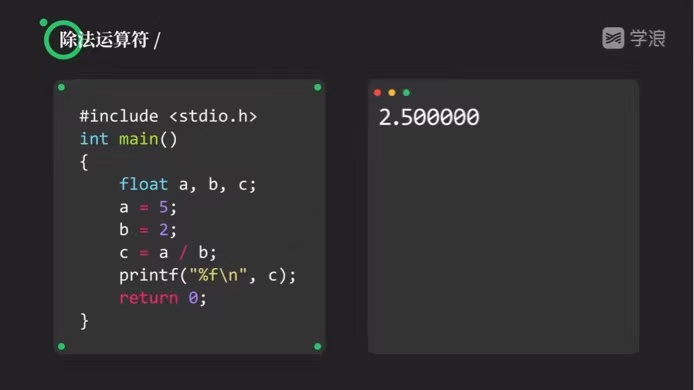 除法运算符 /
学浪
#include <stdio.h>
int main()
{
    float a, b, c;
    a = 5;
    b = 2;
    c = a / b;
    printf("%f\n", c);
    return 0;
}
2.500000